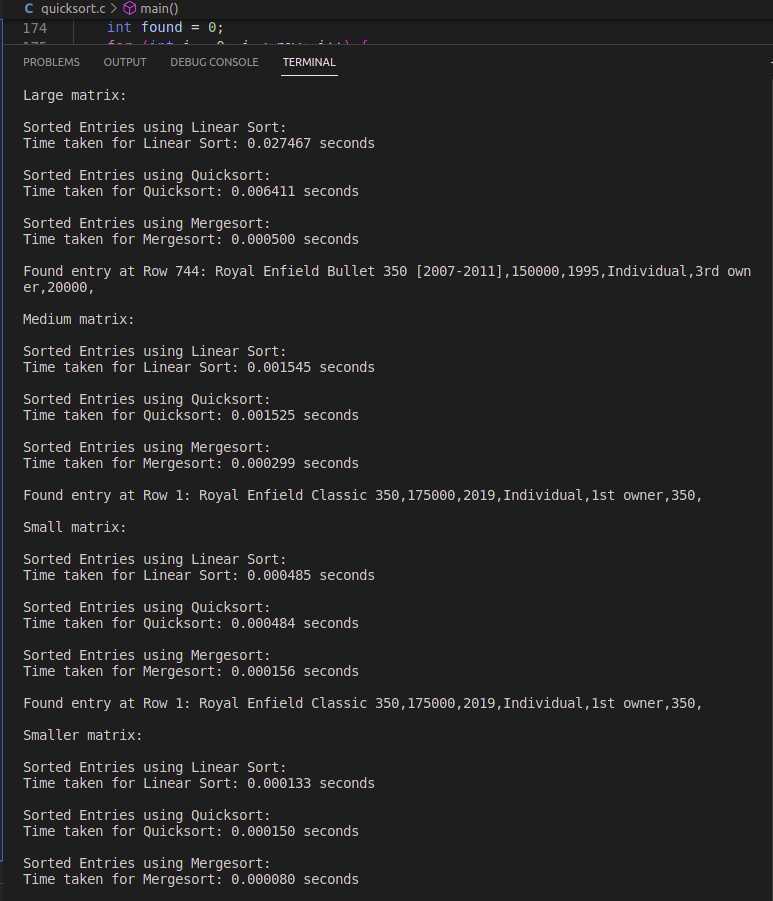 C quicksort.c > main()
174 int found = 0;
PROBLEMS OUTPUT DEBUG CONSOLE TERMINAL
Large matrix:
Sorted Entries using Linear Sort:
Time taken for Linear Sort: 0.027467 seconds
Sorted Entries using Quicksort:
Time taken for Quicksort: 0.006411 seconds
Sorted Entries using Mergesort:
Time taken for Mergesort: 0.000500 seconds
Found entry at Row 744: Royal Enfield Bullet 350 [2007-2011],150000,1995,Individual,3rd own
er,20000,
Medium matrix:
Sorted Entries using Linear Sort:
Time taken for Linear Sort: 0.001545 seconds
Sorted Entries using Quicksort:
Time taken for Quicksort: 0.001525 seconds
Sorted Entries using Mergesort:
Time taken for Mergesort: 0.000299 seconds
Found entry at Row 1: Royal Enfield Classic 350,175000,2019,Individual,1st owner,350,
Small matrix:
Sorted Entries using Linear Sort:
Time taken for Linear Sort: 0.000485 seconds
Sorted Entries using Quicksort:
Time taken for Quicksort: 0.000484 seconds
Sorted Entries using Mergesort:
Time taken for Mergesort: 0.000156 seconds
Found entry at Row 1: Royal Enfield Classic 350,175000,2019,Individual,1st owner,350,
Smaller matrix:
Sorted Entries using Linear Sort:
Time taken for Linear Sort: 0.000133 seconds
Sorted Entries using Quicksort:
Time taken for Quicksort: 0.000150 seconds
Sorted Entries using Mergesort:
Time taken for Mergesort: 0.000080 seconds